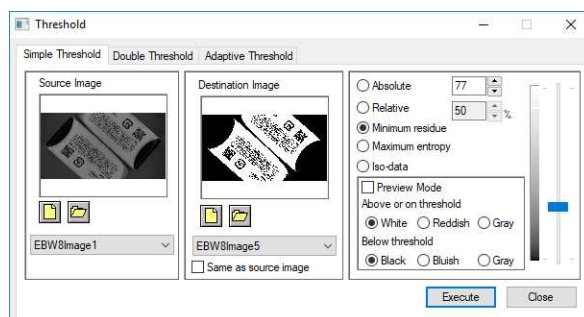 Threshold
Simple Threshold Double Threshold Adaptive Threshold
Source Image
EBW8Image1
Destination Image
EBW8Image5
Same as source image
Absolute 77
Relative 50 %
Minimum residue
Maximum entropy
Iso-data
Preview Mode
Above or on threshold
White Reddish Gray
Below threshold
Black Bluish Gray
Execute Close